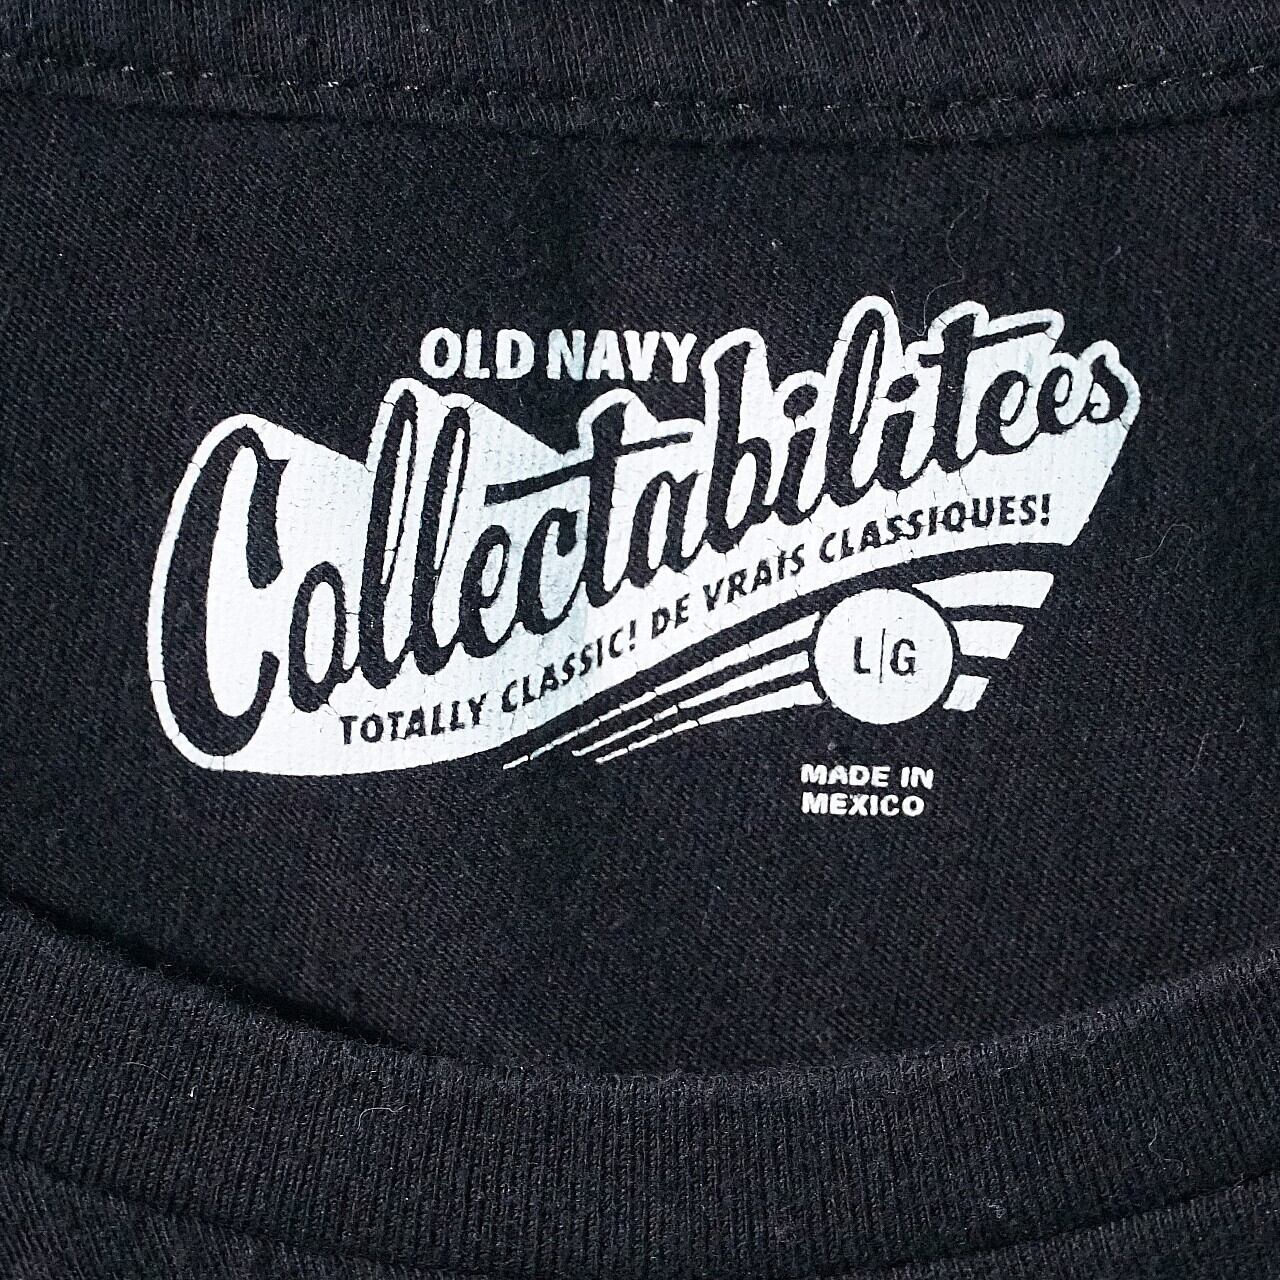 OLD NAVY
Collectabilitees
TOTALLY CLASSIC! DE VRAIS CLASSIQUES!
L/G
MADE IN
MEXICO